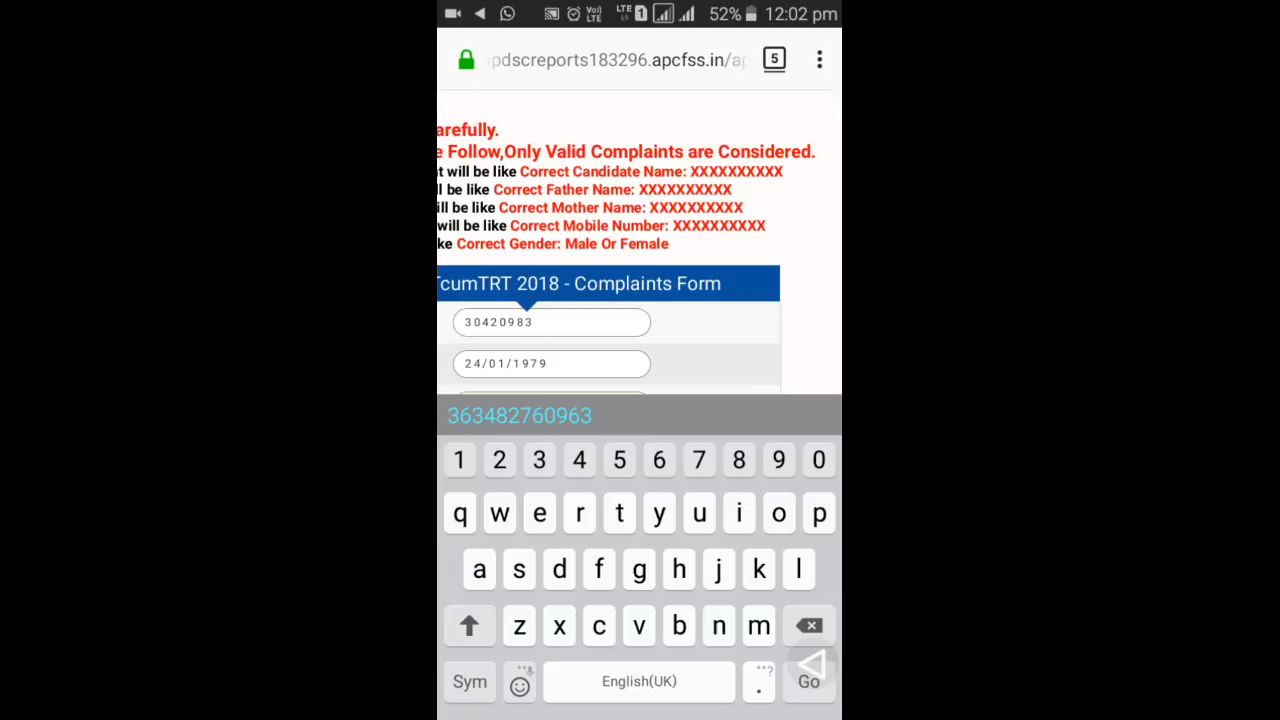 LTE 1 52% 12:02 pm
pdscreports183296.apcfss.in/ap 5
arefully.
e Follow,Only Valid Complaints are Considered.
t will be like Correct Candidate Name: XXXXXXXXXX
ll be like Correct Father Name: XXXXXXXXXX
ill be like Correct Mother Name: XXXXXXXXXX
will be like Correct Mobile Number: XXXXXXXXXX
ke Correct Gender: Male Or Female
TcumTRT 2018 - Complaints Form
30420983
24/01/1979
363482760963
1 2 3 4 5 6 7 8 9 0
q w e r t y u i o p
a s d f g h j k l
z x c v b n m
Sym English(UK) . Go